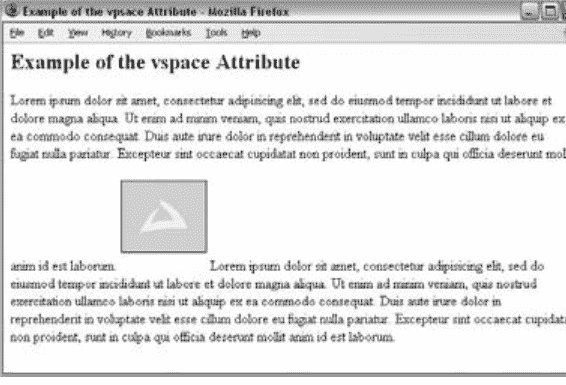 Example of the vpsace Attribute - Mozilla Firefox
File Edit View History Bookmarks Tools Help
Example of the vspace Attribute
Lorem ipsum dolor sit amet, consectetur adipisicing elit, sed do eiusmod tempor incididunt ut labore et
dolore magna aliqua. Ut enim ad minim veniam, quis nostrud exercitation ullamco laboris nisi ut aliquip ex
ea commodo consequat. Duis aute irure dolor in reprehenderit in voluptate velit esse cillum dolore eu
fugiat nulla pariatur. Excepteur sint occaecat cupidatat non proident, sunt in culpa qui officia deserunt mol
anim id est laborum. Lorem ipsum dolor sit amet, consectetur adipisicing elit, sed do
eiusmod tempor incididunt ut labore et dolore magna aliqua. Ut enim ad minim veniam, quis nostrud
exercitation ullamco laboris nisi ut aliquip ex ea commodo consequat. Duis aute irure dolor in
reprehenderit in voluptate velit esse cillum dolore eu fugiat nulla pariatur. Excepteur sint occaecat cupidat
non proident, sunt in culpa qui officia deserunt mollit anim id est laborum.